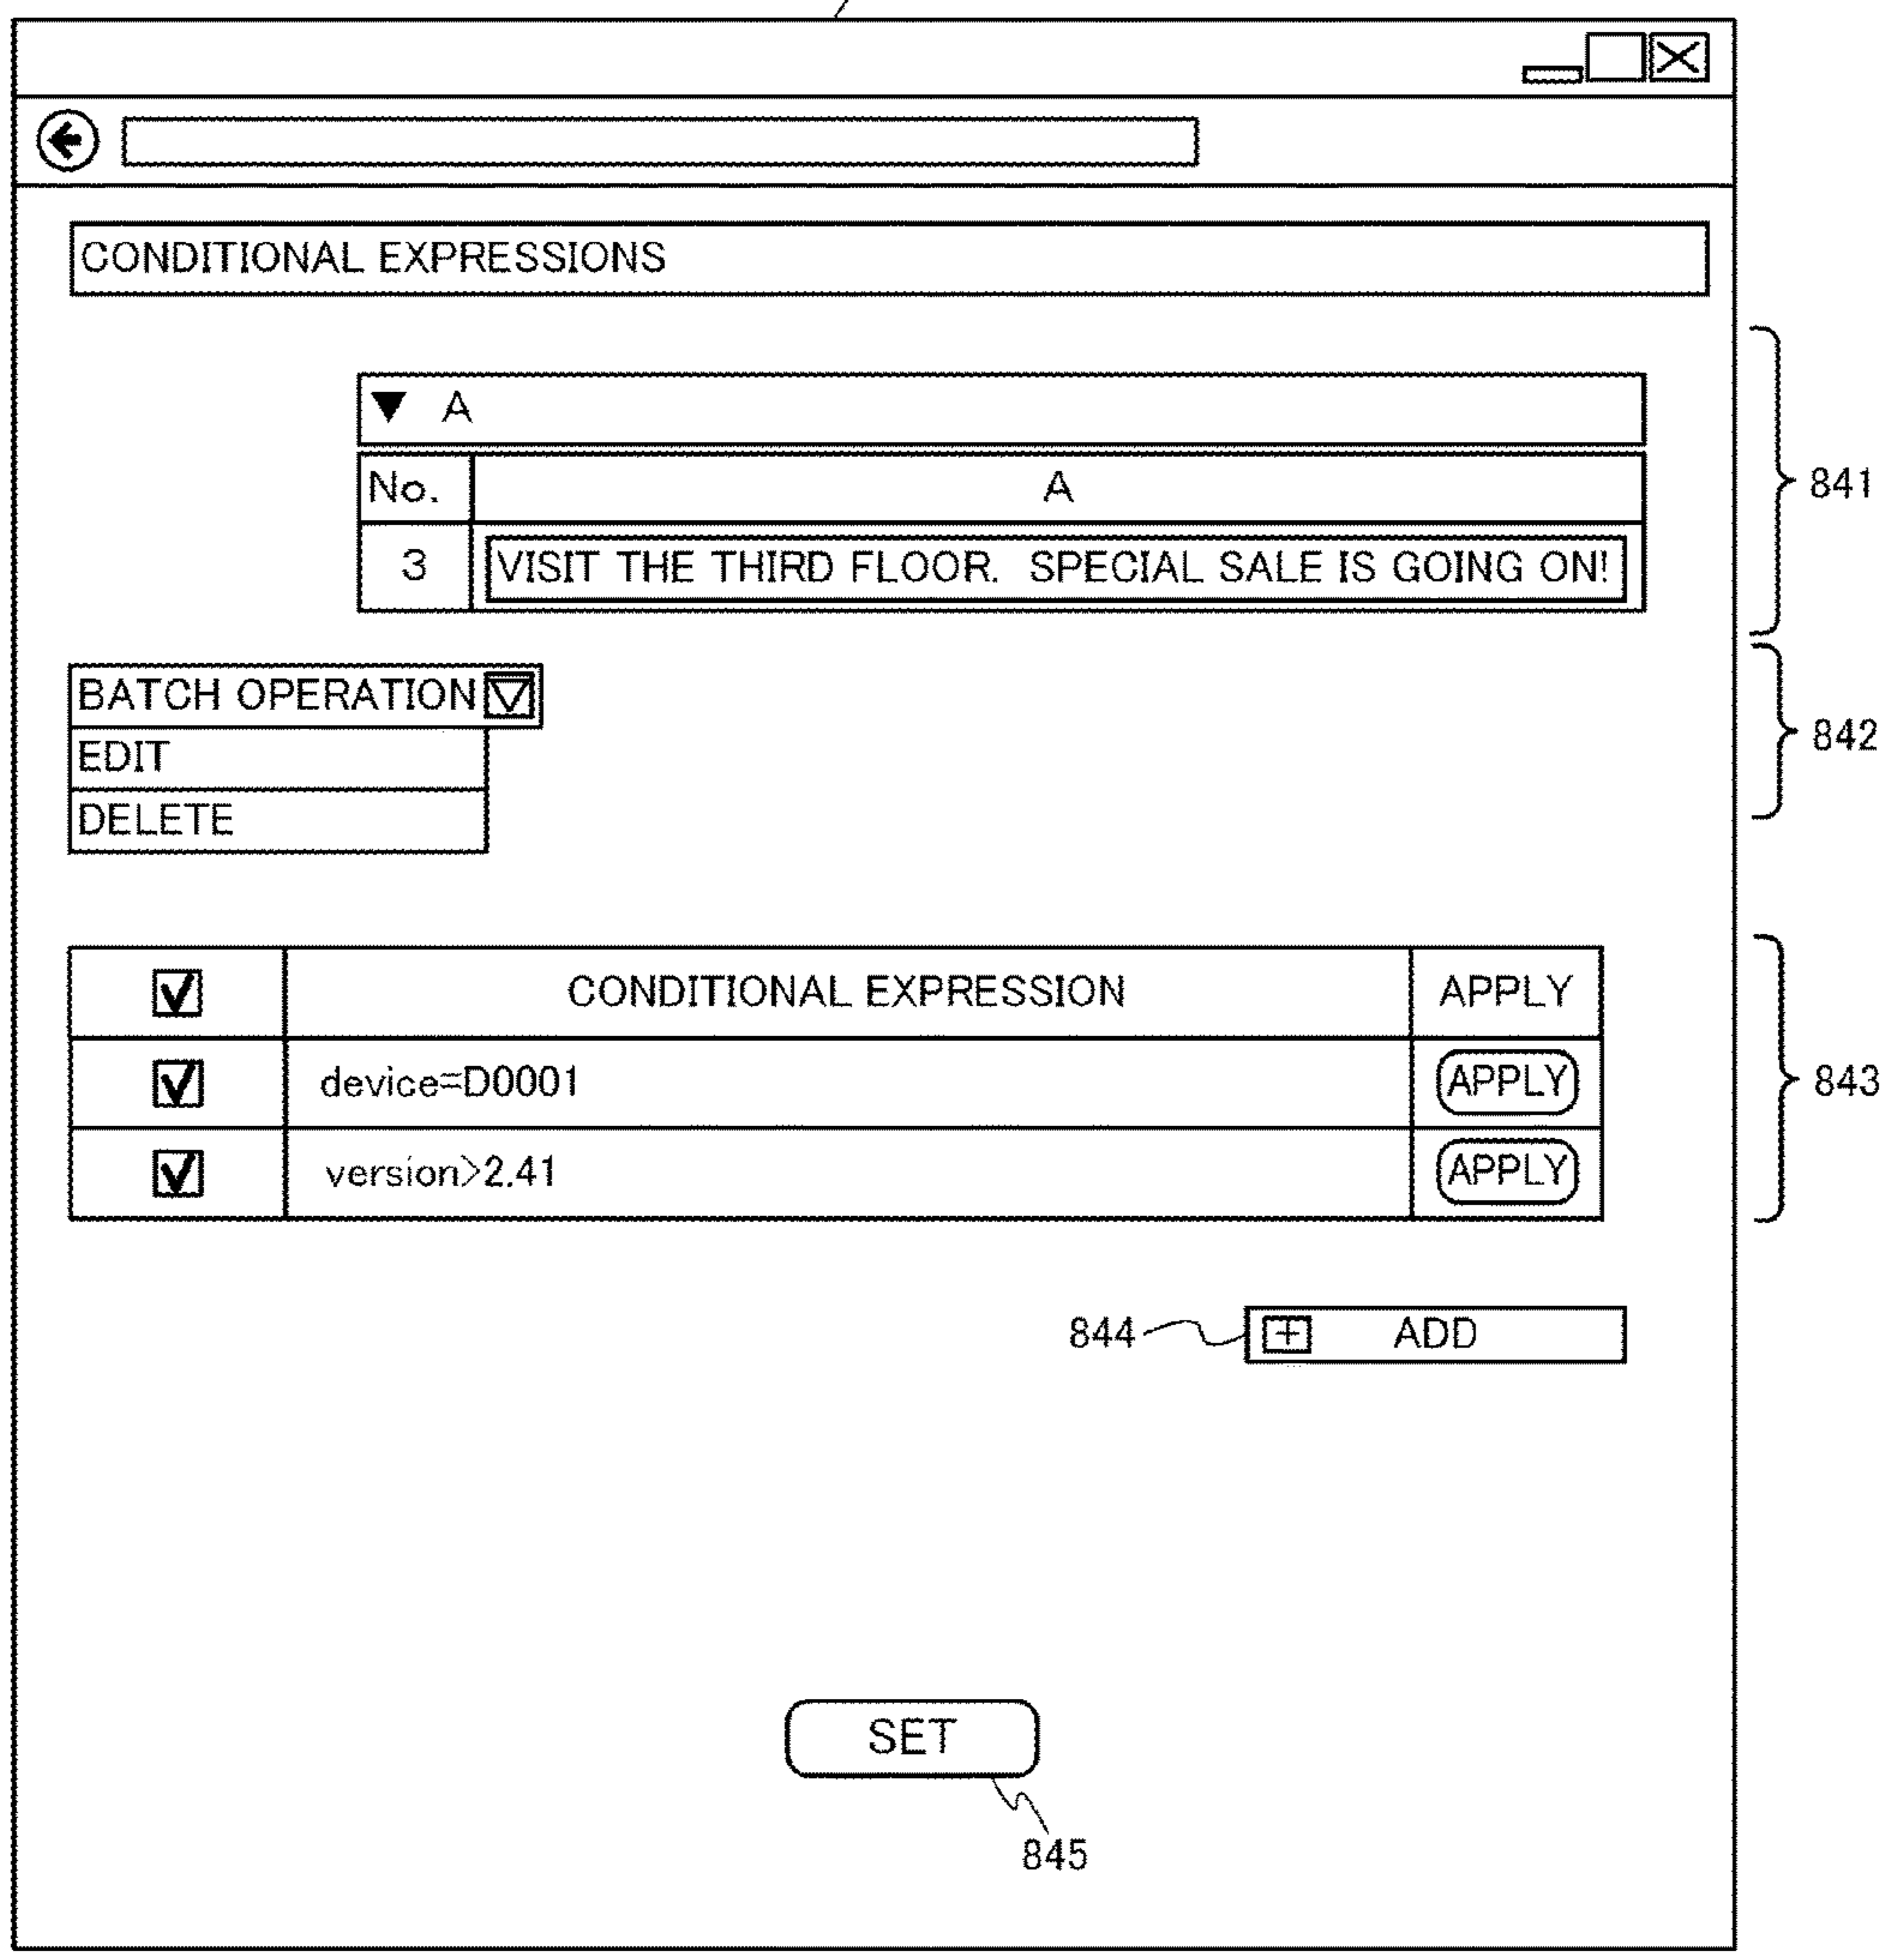 CONDITIONAL EXPRESSIONS
▼ A
No. A
841
3 VISIT THE THIRD FLOOR. SPECIAL SALE IS GOING ON!
BATCH OPERATION
842
EDIT
DELETE
CONDITIONAL EXPRESSION APPLY
device=D0001 APPLY
843
version>2.41 APPLY
844 + ADD
SET
845